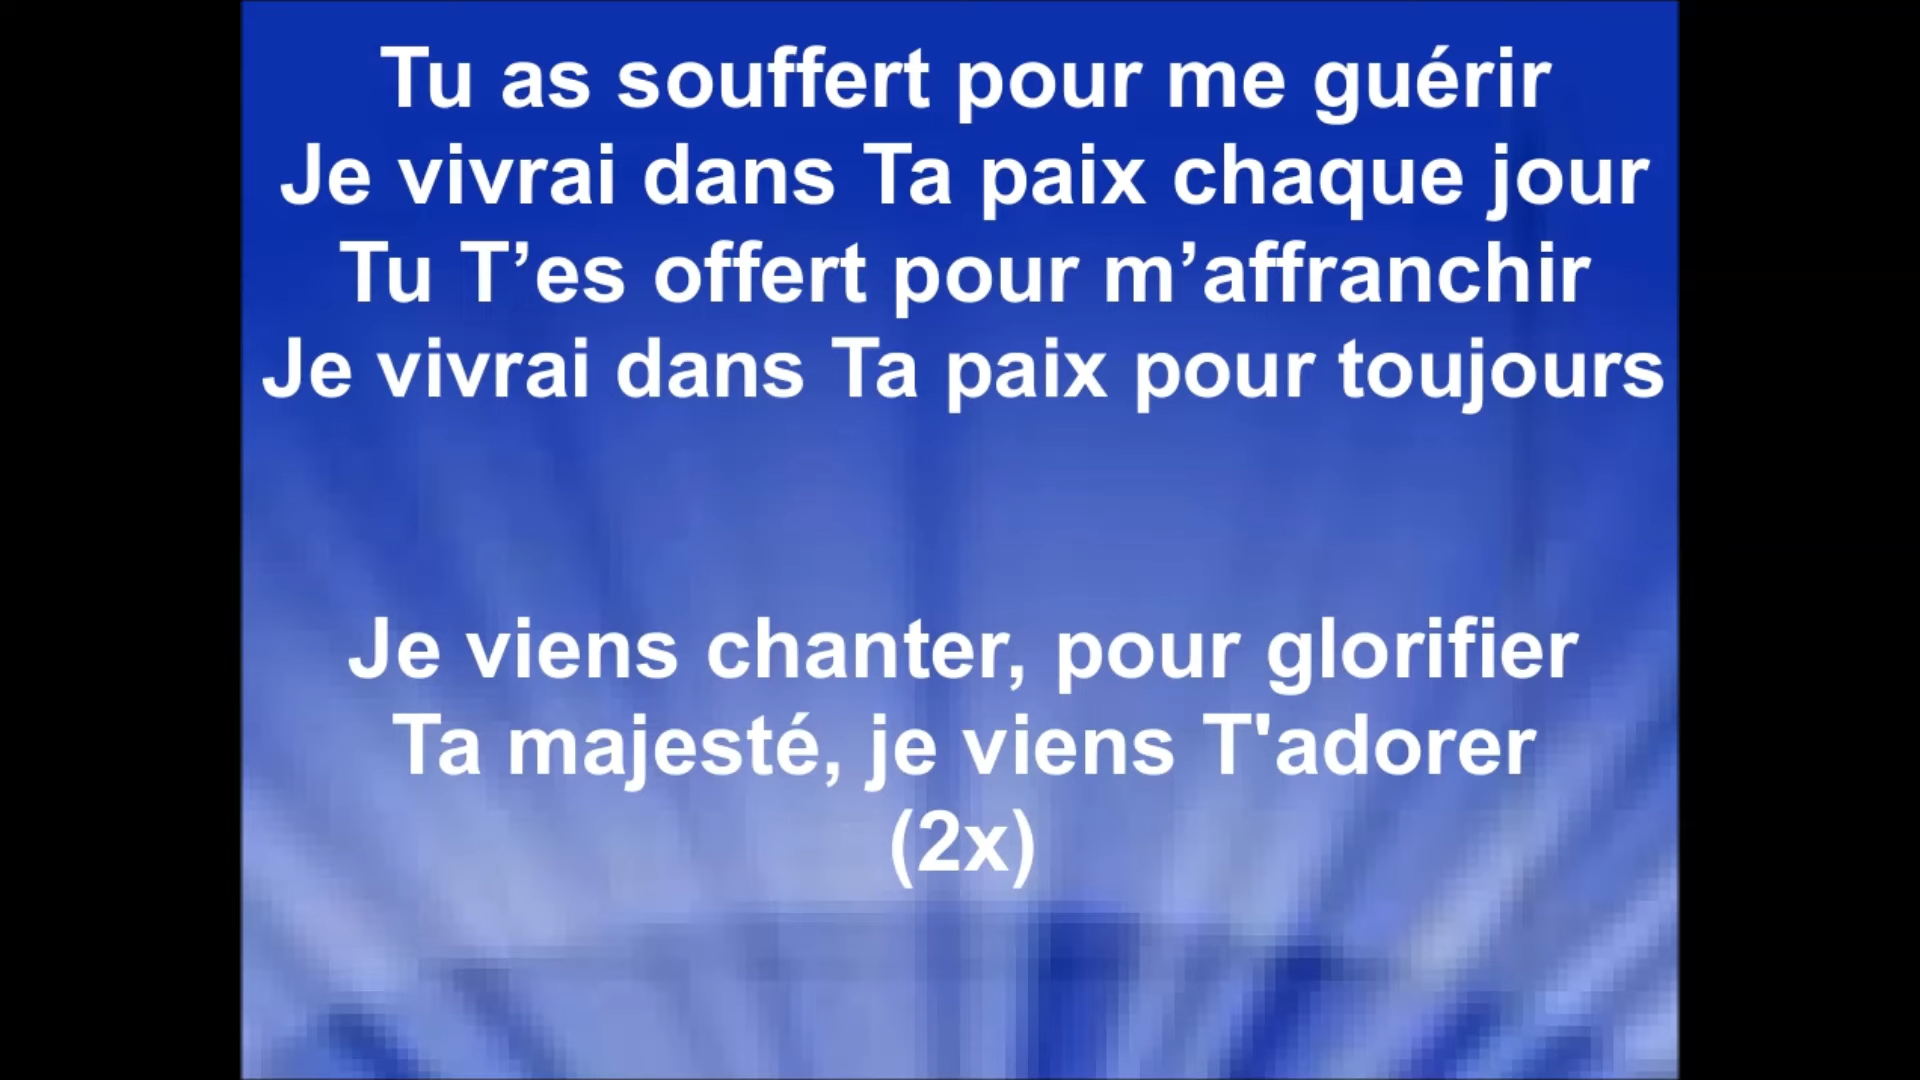 Tu as souffert pour me guérir
Je vivrai dans Ta paix chaque jour
Tu T’es offert pour m’affranchir
Je vivrai dans Ta paix pour toujours
Je viens chanter, pour glorifier
Ta majesté, je viens T'adorer
(2x)